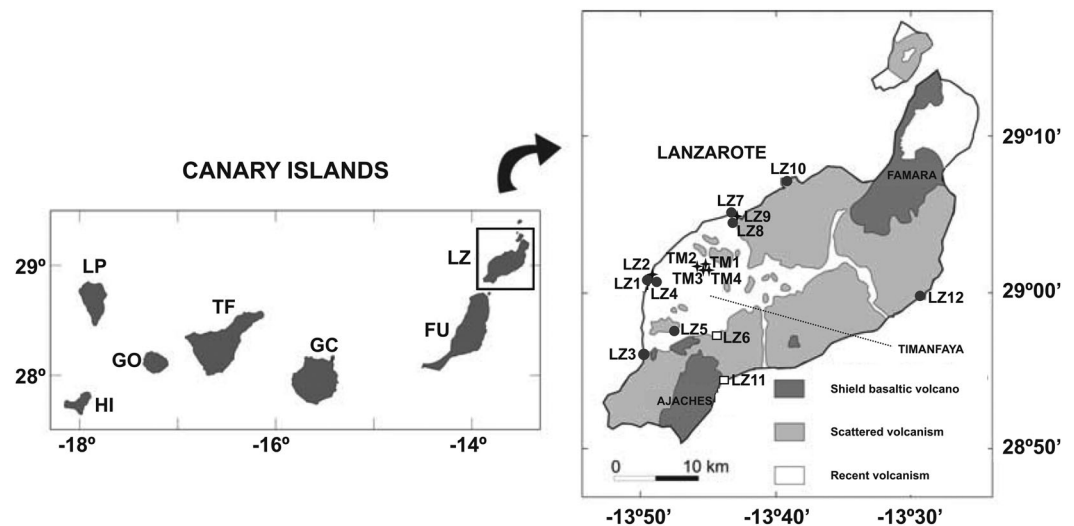 CANARY ISLANDS
29º
28º
-18º
-16º
-14º
LP
GO
HI
TF
GC
FU
LZ
LANZAROTE
29º10'
29º00'
28º50'
-13º50'
-13º40'
-13º30'
FAMARA
LZ10
LZ7
LZ9
LZ8
TM2
TM1
TM3
TM4
LZ2
LZ1
LZ4
LZ12
LZ5
LZ6
LZ3
TIMANFAYA
LZ11
AJACHES
Shield basaltic volcano
Scattered volcanism
Recent volcanism
0 10 km